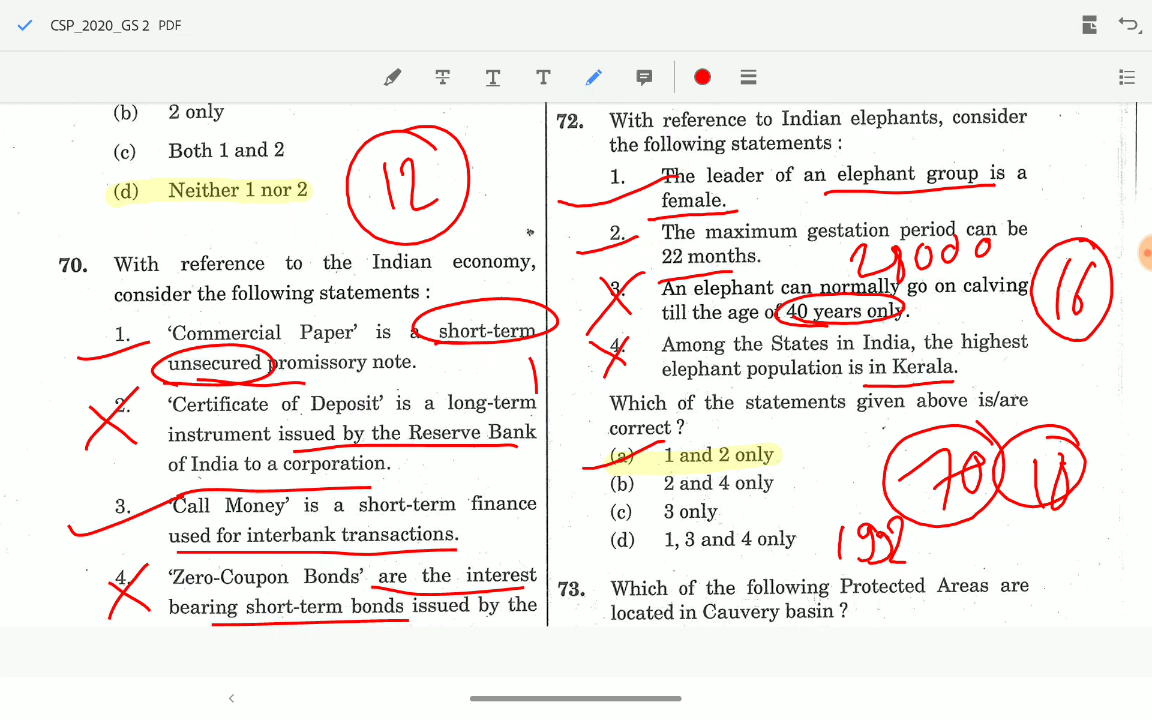 CSP_2020_GS 2 PDF
T T T
(b) 2 only
(c) Both 1 and 2
(d) Neither 1 nor 2
12
70. With reference to the Indian economy,
consider the following statements :
1. 'Commercial Paper' is a short-term
unsecured promissory note.
2. 'Certificate of Deposit' is a long-term
instrument issued by the Reserve Bank
of India to a corporation.
3. 'Call Money' is a short-term finance
used for interbank transactions.
4. 'Zero-Coupon Bonds' are the interest
bearing short-term bonds issued by the
72. With reference to Indian elephants, consider
the following statements :
1. The leader of an elephant group is a
female.
2. The maximum gestation period can be
22 months.
28000
3. An elephant can normally go on calving
till the age of 40 years only.
16
4. Among the States in India, the highest
elephant population is in Kerala.
Which of the statements given above is/are
correct ?
(a) 1 and 2 only
(b) 2 and 4 only
70
(c) 3 only
(d) 1, 3 and 4 only
1992
73. Which of the following Protected Areas are
located in Cauvery basin ?